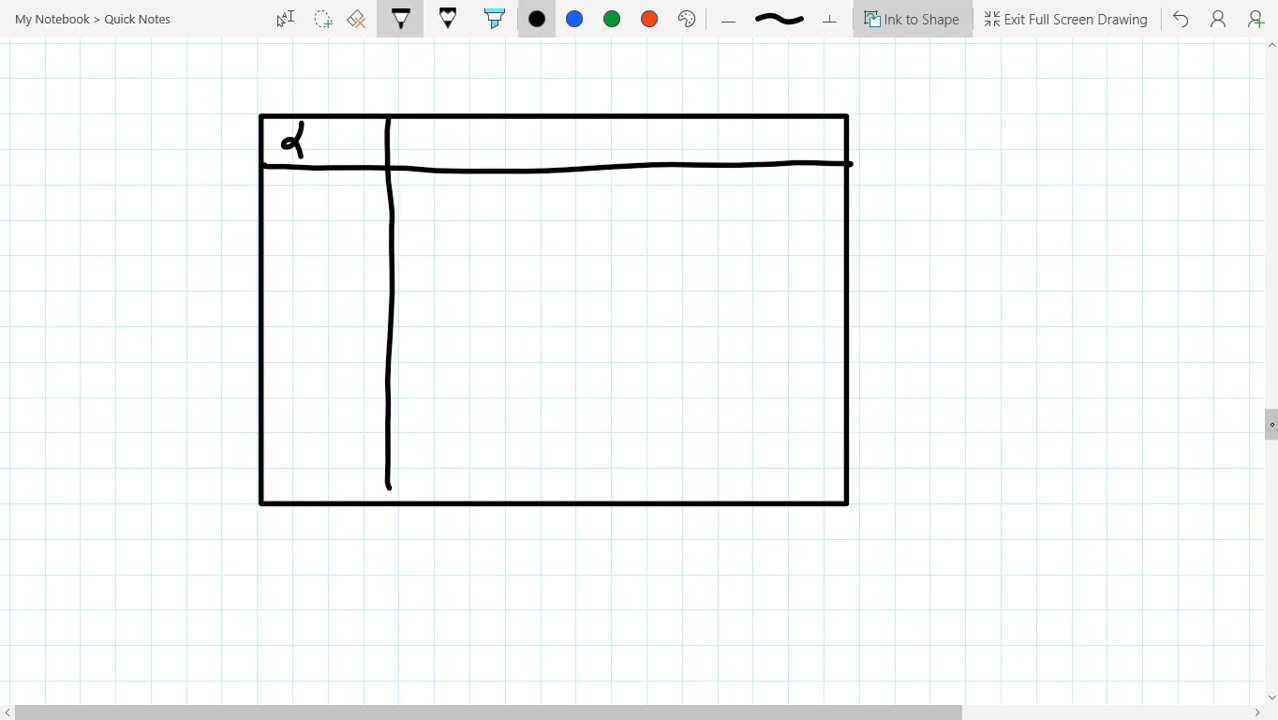 My Notebook > Quick Notes
Ink to Shape
Exit Full Screen Drawing
α